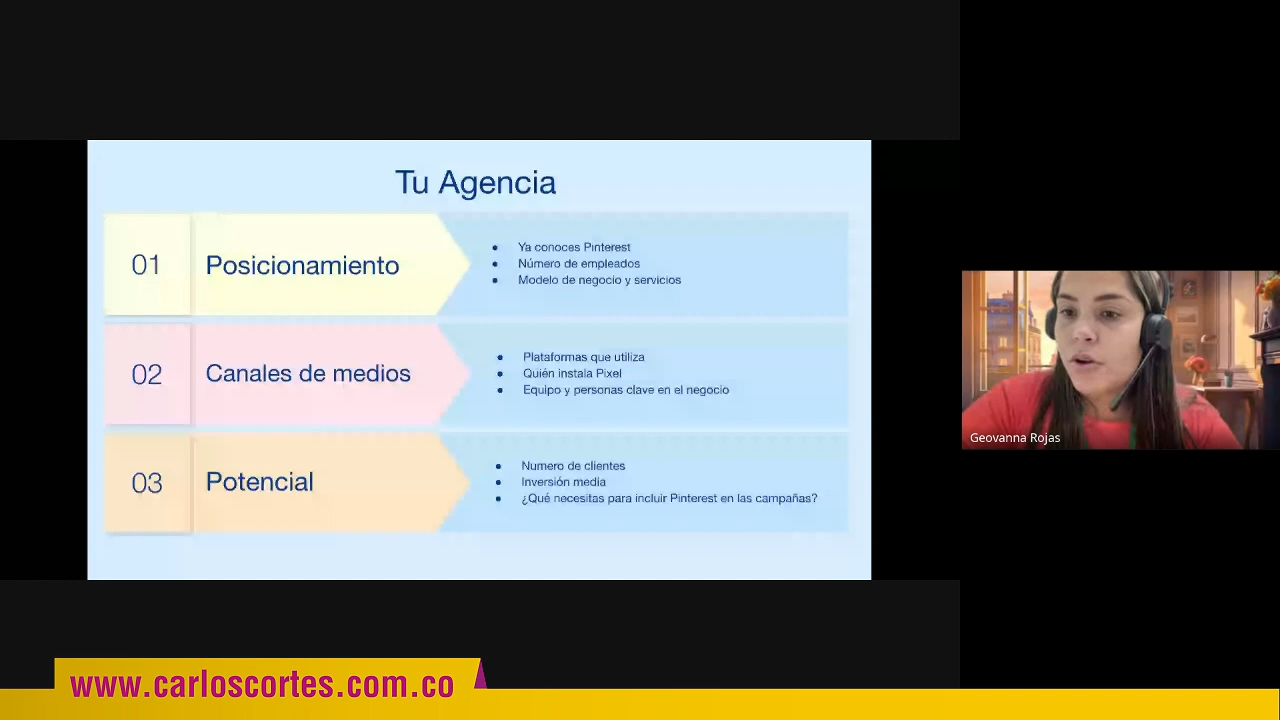 Tu Agencia
01
Posicionamiento
Ya conoces Pinterest
Número de empleados
Modelo de negocio y servicios
02
Canales de medios
Plataformas que utiliza
Quién instala Pixel
Equipo y personas clave en el negocio
03
Potencial
Numero de clientes
Inversión media
¿Qué necesitas para incluir Pinterest en las campañas?
Geovanna Rojas
www.carloscortes.com.co